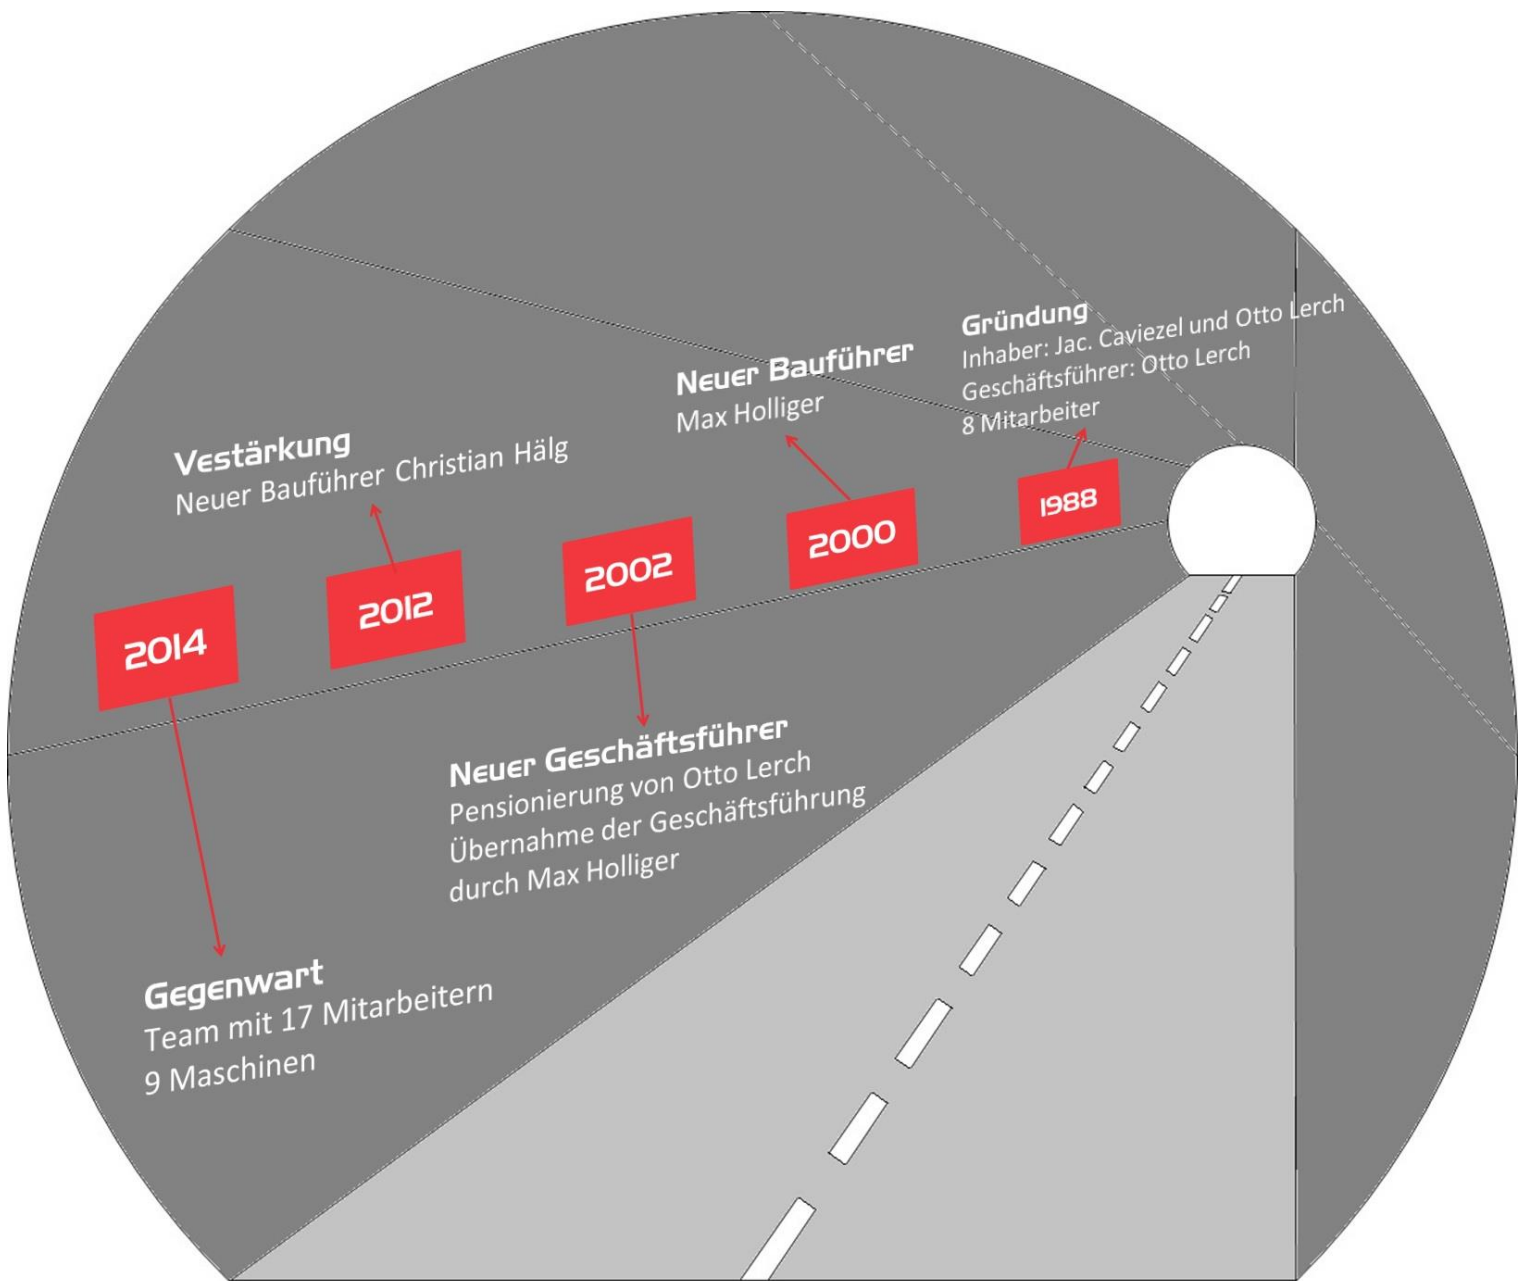 Gründung
Inhaber: Jac. Caviezel und Otto Lerch
Geschäftsführer: Otto Lerch
8 Mitarbeiter
1988
Neuer Bauführer
Max Holliger
2000
Vestärkung
Neuer Bauführer Christian Hälg
2012
2002
Neuer Geschäftsführer
Pensionierung von Otto Lerch
Übernahme der Geschäftsführung
durch Max Holliger
2014
Gegenwart
Team mit 17 Mitarbeitern
9 Maschinen